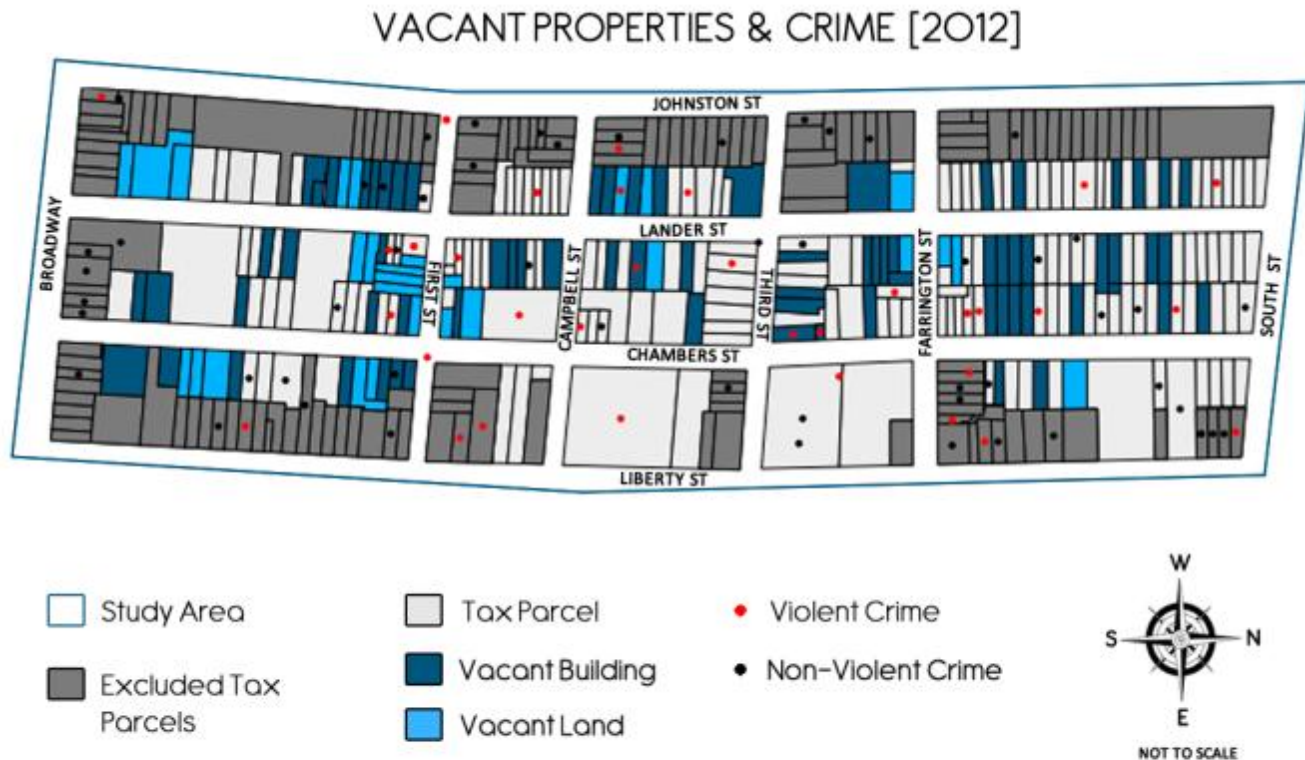 VACANT PROPERTIES & CRIME [2012]
JOHNSTON ST
BROADWAY
LANDER ST
FIRST ST
CAMPBELL ST
THIRD ST
FARRINGTON ST
SOUTH ST
CHAMBERS ST
LIBERTY ST
Study Area
Excluded Tax
Parcels
Tax Parcel
Vacant Building
Vacant Land
Violent Crime
Non-Violent Crime
W
S
N
E
NOT TO SCALE